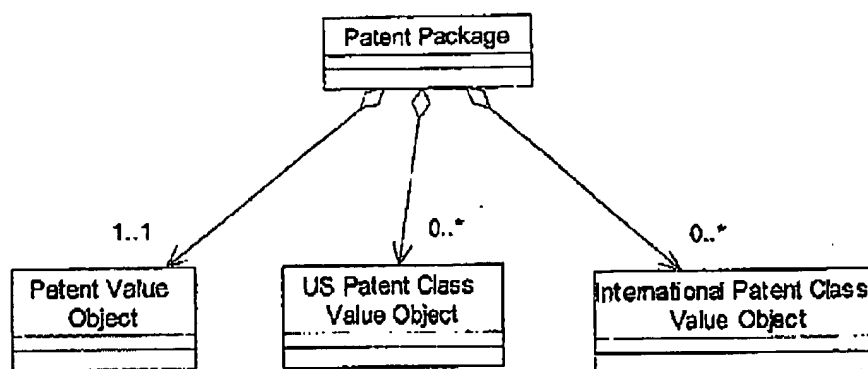 Patent Package
1..1
0..*
0..*
Patent Value
Object
US Patent Class
Value Object
International Patent Class
Value Object